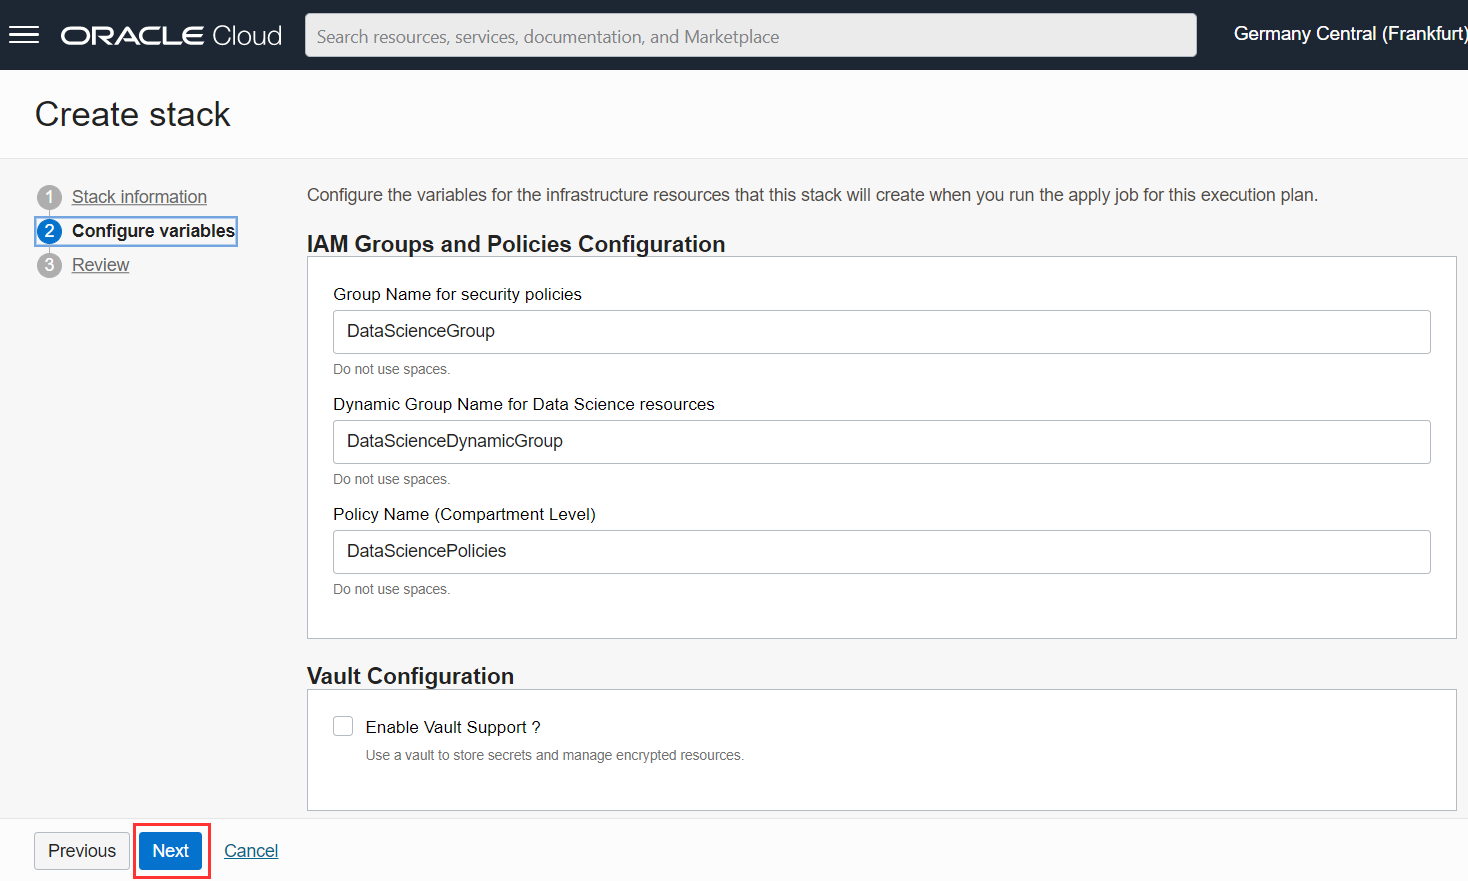 ORACLE Cloud
Search resources, services, documentation, and Marketplace
Germany Central (Frankfurt)
Create stack
1 Stack information
2 Configure variables
3 Review
Configure the variables for the infrastructure resources that this stack will create when you run the apply job for this execution plan.
IAM Groups and Policies Configuration
Group Name for security policies
DataScienceGroup
Do not use spaces.
Dynamic Group Name for Data Science resources
DataScienceDynamicGroup
Do not use spaces.
Policy Name (Compartment Level)
DataSciencePolicies
Do not use spaces.
Vault Configuration
Enable Vault Support ?
Use a vault to store secrets and manage encrypted resources.
Previous
Next
Cancel